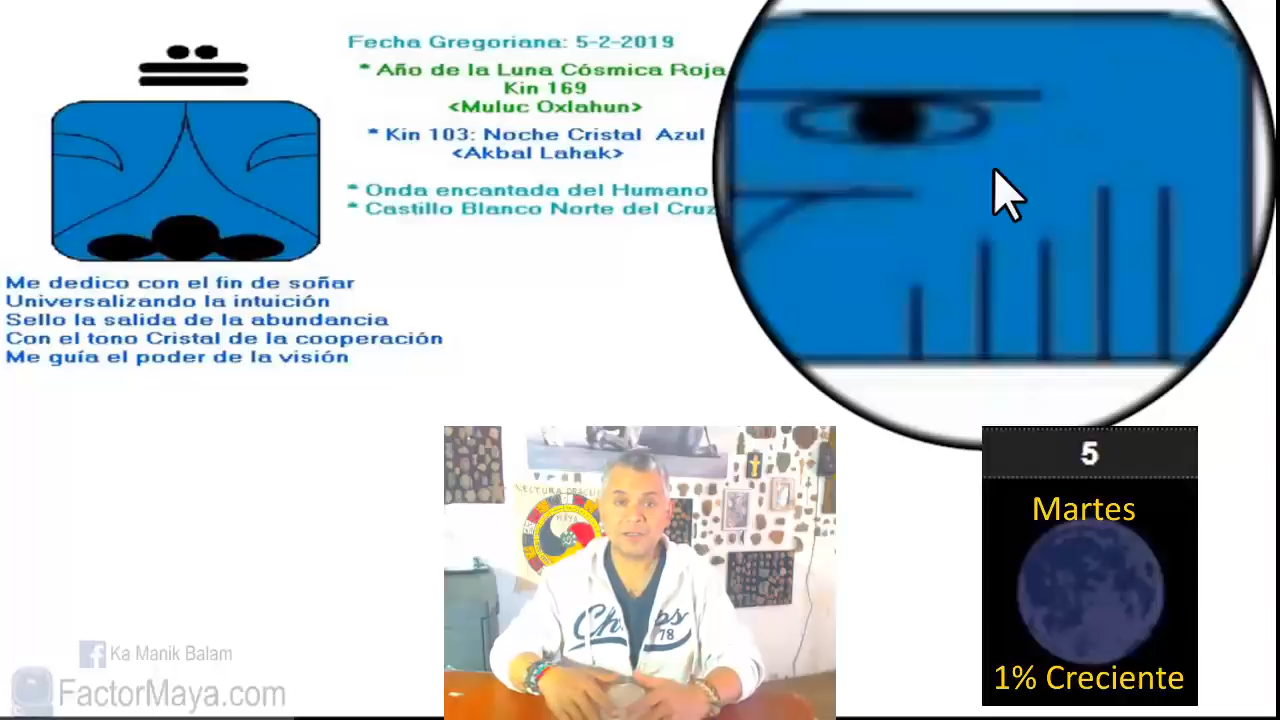 Fecha Gregoriana: 5-2-2019
* Año de la Luna Cósmica Roja
Kin 169
<Muluc Oxlahun>
* Kin 103: Noche Cristal Azul
<Akbal Lahak>
* Onda encantada del Humano
* Castillo Blanco Norte del Cruz
Me dedico con el fin de soñar
Universalizando la intuición
Sello la salida de la abundancia
Con el tono Cristal de la cooperación
Me guía el poder de la visión
5
Martes
1% Creciente
78
Ka Manik Balam
FactorMaya.com